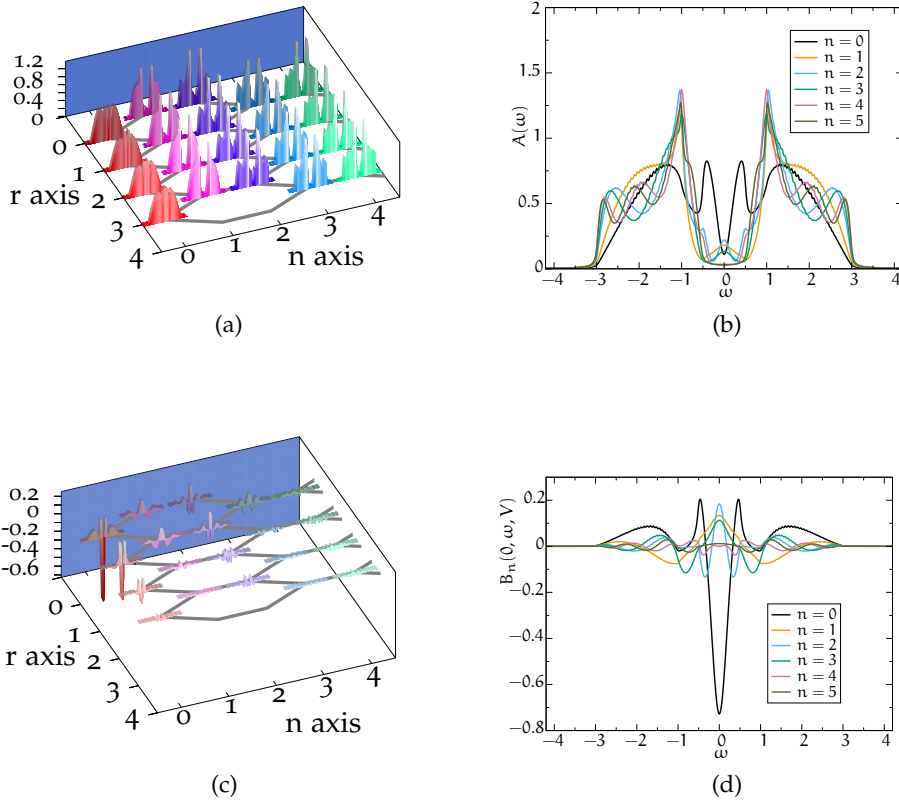 1.2
0.8
0.4
0
0
1
2
3
4
r axis
0
1
2
3
4
n axis
(a)
2
1.5
1
0.5
0
A(ω)
n = 0
n = 1
n = 2
n = 3
n = 4
n = 5
−4 −3 −2 −1 0 1 2 3 4
ω
(b)
0.2
0
-0.2
-0.4
-0.6
0
1
2
3
4
r axis
0
1
2
3
4
n axis
(c)
0.2
0
−0.2
−0.4
−0.6
−0.8
Bn(0, ω, V)
n = 0
n = 1
n = 2
n = 3
n = 4
n = 5
−4 −3 −2 −1 0 1 2 3 4
ω
(d)